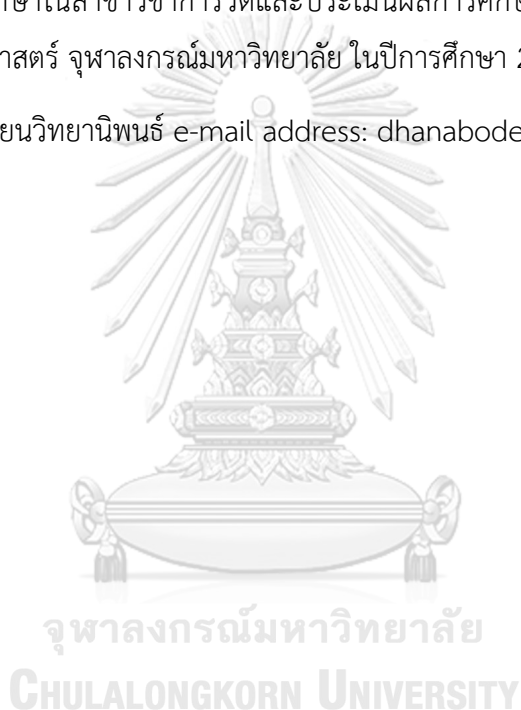 ษาในสาขาวิชาการวัดและประเมินผลการศึกษ
าสตร์ จุฬาลงกรณ์มหาวิทยาลัย ในปีการศึกษา 2
ยนวิทยานิพนธ์ e-mail address: dhanabode
จุฬาลงกรณ์มหาวิทยาลัย
CHULALONGKORN UNIVERSITY